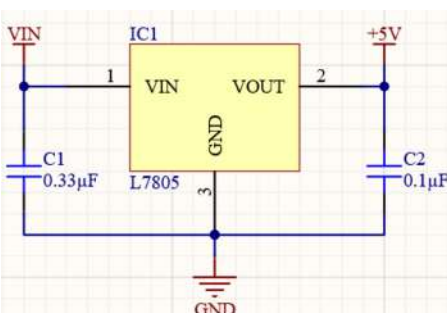 VIN
IC1
+5V
1
VIN
VOUT
2
GND
C1
0.33µF
C2
0.1µF
L7805
3
GND